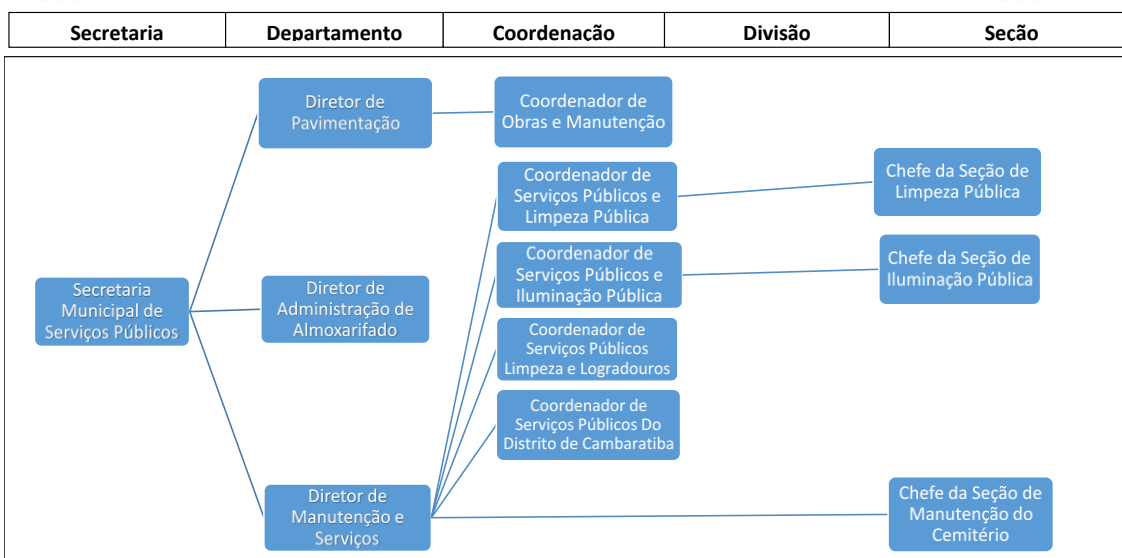 Secretaria Departamento Coordenação Divisão Seção
Diretor de
Pavimentação
Coordenador de
Obras e Manutenção
Coordenador de
Serviços Públicos e
Limpeza Pública
Chefe da Seção de
Limpeza Pública
Coordenador de
Serviços Públicos e
Iluminação Pública
Chefe da Seção de
Iluminação Pública
Secretaria
Municipal de
Serviços Públicos
Diretor de
Administração de
Almoxarifado
Coordenador de
Serviços Públicos
Limpeza e Logradouros
Coordenador de
Serviços Públicos Do
Distrito de Cambaratiba
Diretor de
Manutenção e
Serviços
Chefe da Seção de
Manutenção do
Cemitério